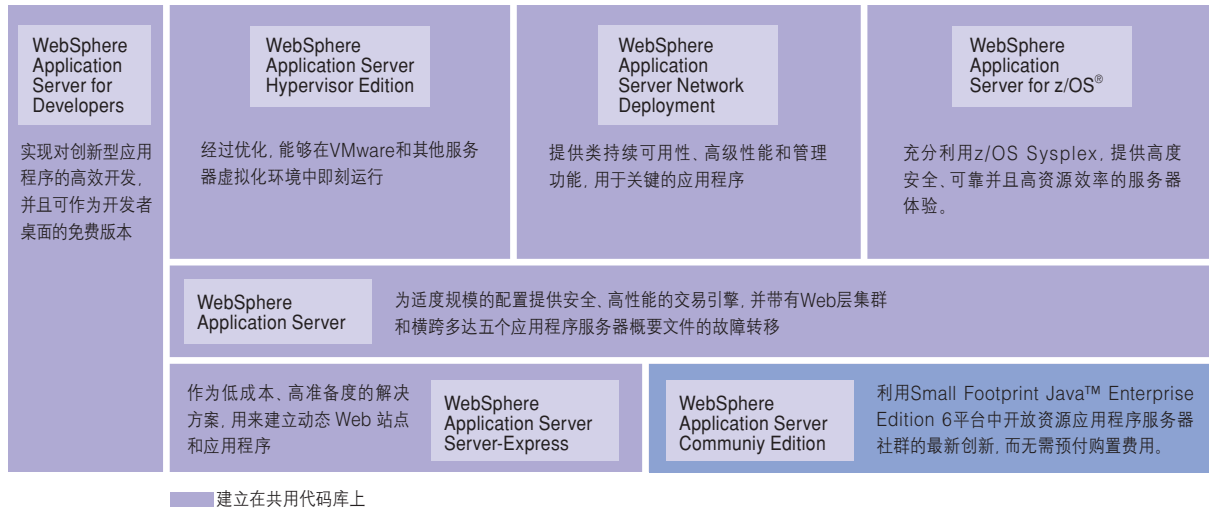 WebSphere
Application
Server for
Developers
实现对创新型应用
程序的高效开发,
并且可作为开发者
桌面的免费版本
WebSphere
Application Server
Hypervisor Edition
经过优化, 能够在VMware和其他服务
器虚拟化环境中即刻运行
WebSphere
Application
Server Network
Deployment
提供类持续可用性、高级性能和管理
功能, 用于关键的应用程序
WebSphere
Application
Server for z/OS®
充分利用z/OS Sysplex, 提供高度
安全、可靠并且高资源效率的服务器
体验。
WebSphere
Application Server
为适度规模的配置提供安全、高性能的交易引擎, 并带有Web层集群
和横跨多达五个应用程序服务器概要文件的故障转移
作为低成本、高准备度的解决
方案, 用来建立动态 Web 站点
和应用程序
WebSphere
Application Server
Server-Express
WebSphere
Application Server
Communiy Edition
利用Small Footprint Java™ Enterprise
Edition 6平台中开放资源应用程序服务器
社群的最新创新, 而无需预付购置费用。
建立在共用代码库上